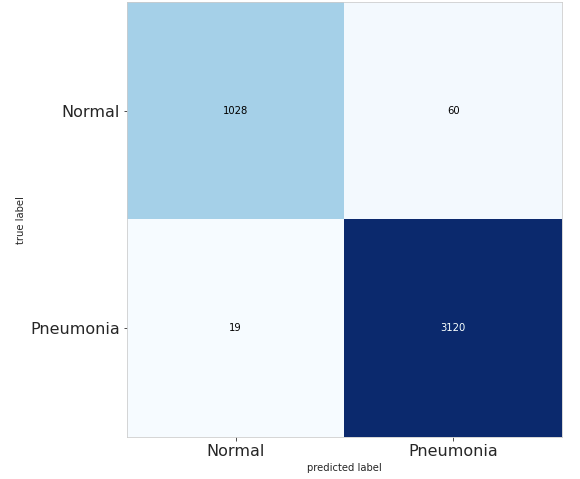 Normal
1028
60
true label
Pneumonia
19
3120
Normal
Pneumonia
predicted label